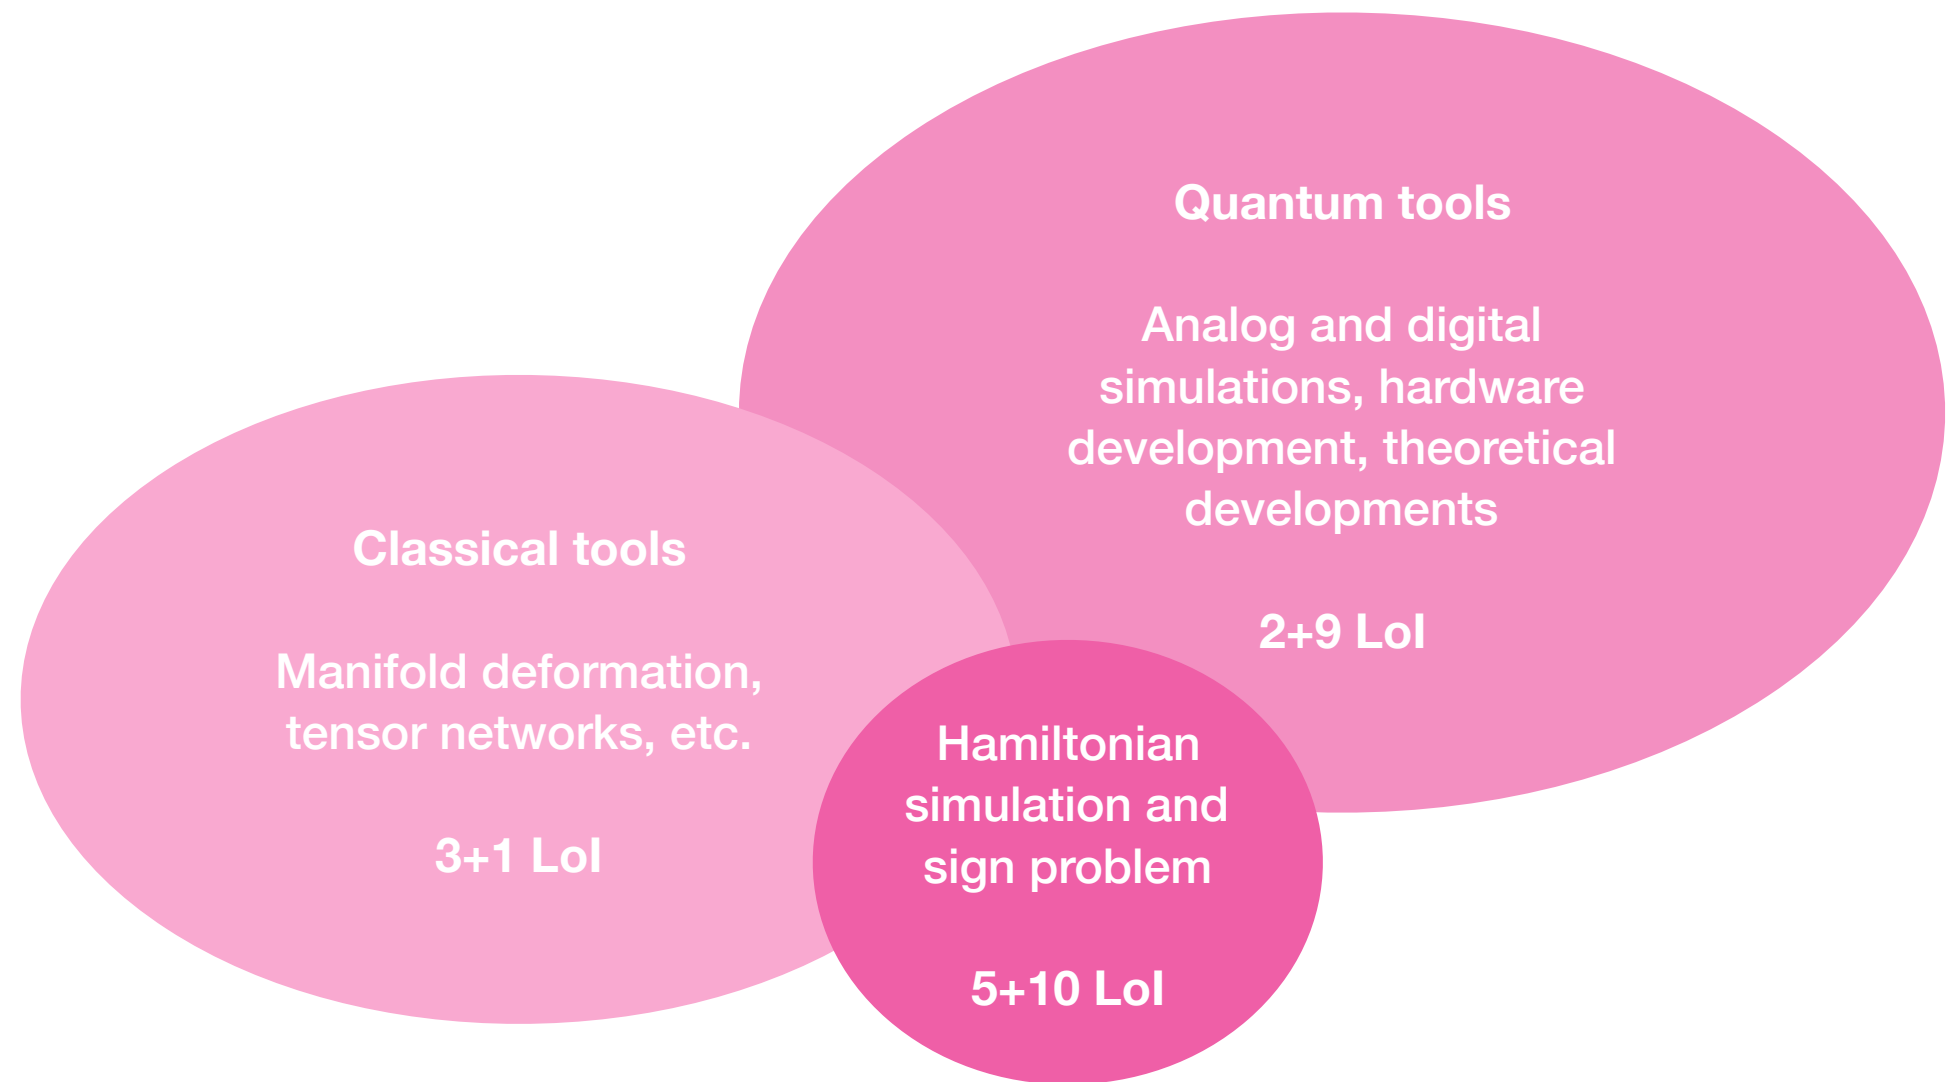 Quantum tools
Analog and digital
simulations, hardware
development, theoretical
developments
2+9 LoI
Classical tools
Manifold deformation,
tensor networks, etc.
3+1 LoI
Hamiltonian
simulation and
sign problem
5+10 LoI